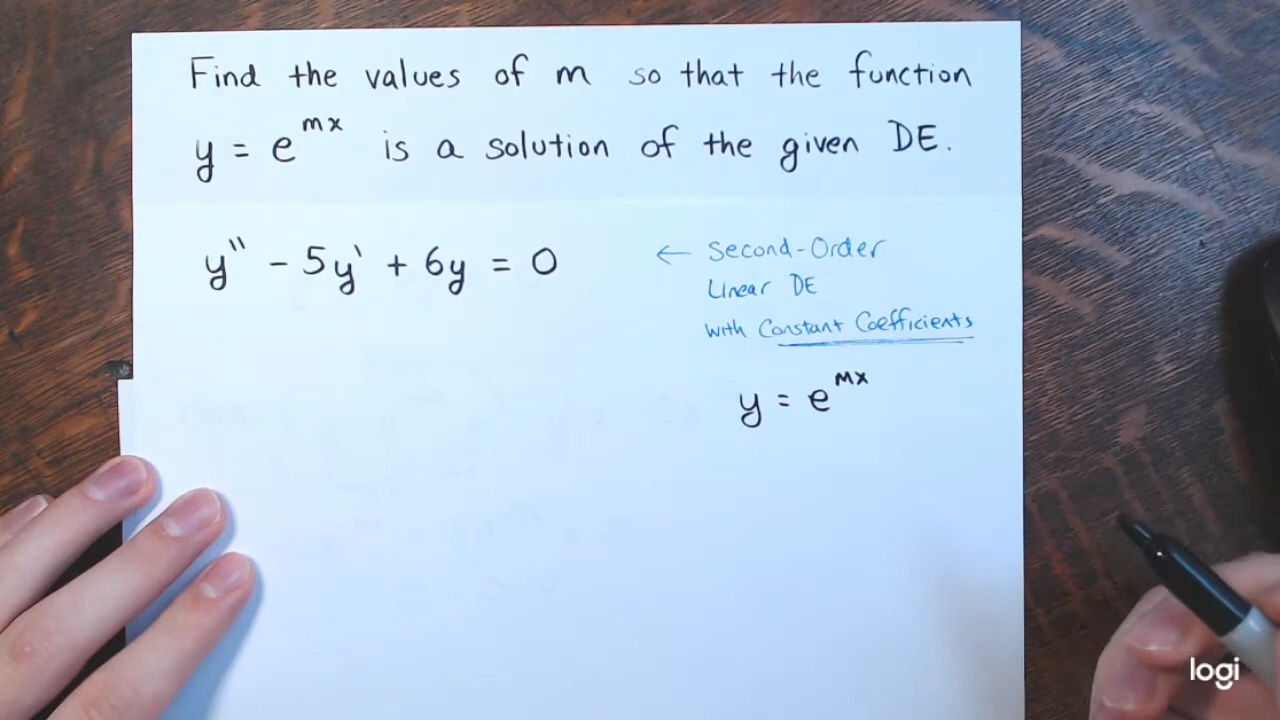 Find the values of m so that the function
y = e^{mx} is a solution of the given DE.
y'' - 5y' + 6y = 0
← Second-Order
Linear DE
with Constant Coefficients
y = e^{mx}
logi